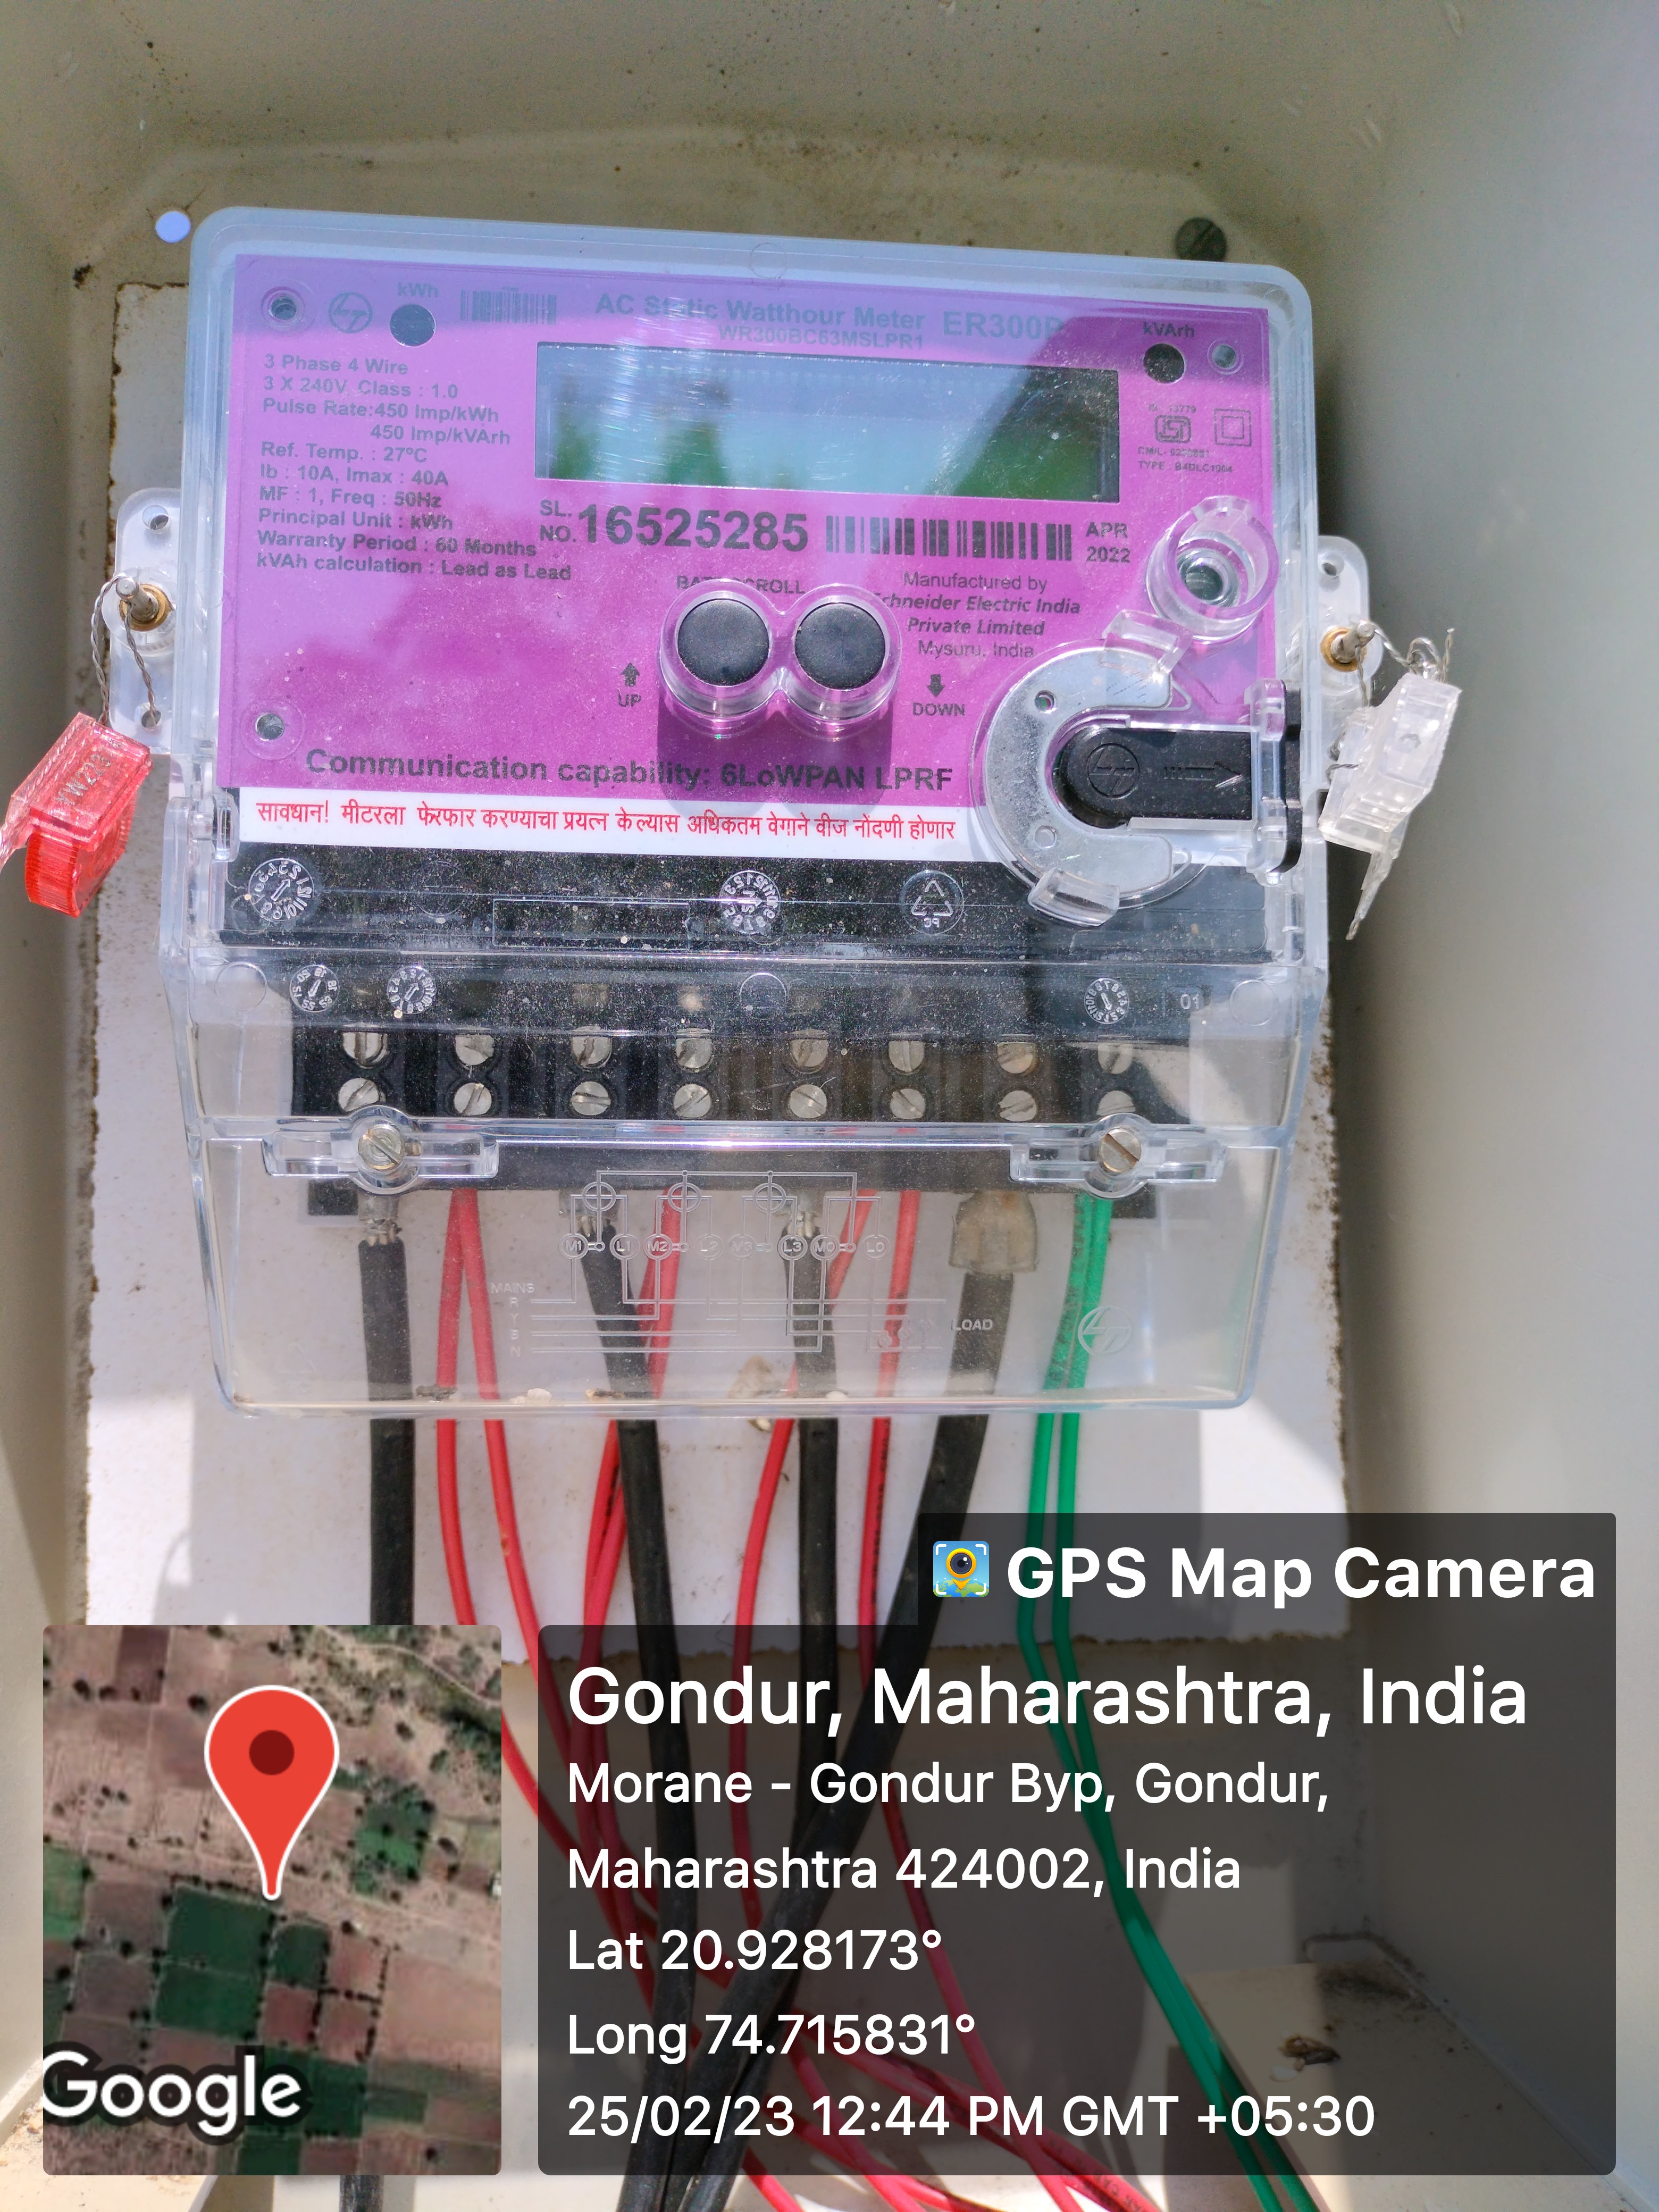 kWh
AC Static Watthour Meter ER300P
WR300BC63MSLPR1
kVArh
3 Phase 4 Wire
3 X 240V, Class : 1.0
Pulse Rate:450 Imp/kWh
450 Imp/kVArh
Ref. Temp. : 27°C
Ib : 10A, Imax : 40A
MF : 1, Freq : 50Hz
Principal Unit : kWh
Warranty Period : 60 Months
kVAh calculation : Lead as Lead
SL.
NO. 16525285
APR
2022
SCROLL
Manufactured by
Schneider Electric India
Private Limited
Mysuru, India
UP
DOWN
Communication capability: 6LoWPAN LPRF
सावधान! मीटरला फेरफार करण्याचा प्रयत्न केल्यास अधिकतम वेगाने वीज नोंदणी होणार
01
M1 L1 M2 L2 M3 L3 M0 L0
MAINS
R
Y
B
N
LOAD
GPS Map Camera
Gondur, Maharashtra, India
Morane - Gondur Byp, Gondur,
Maharashtra 424002, India
Lat 20.928173°
Long 74.715831°
25/02/23 12:44 PM GMT +05:30
Google